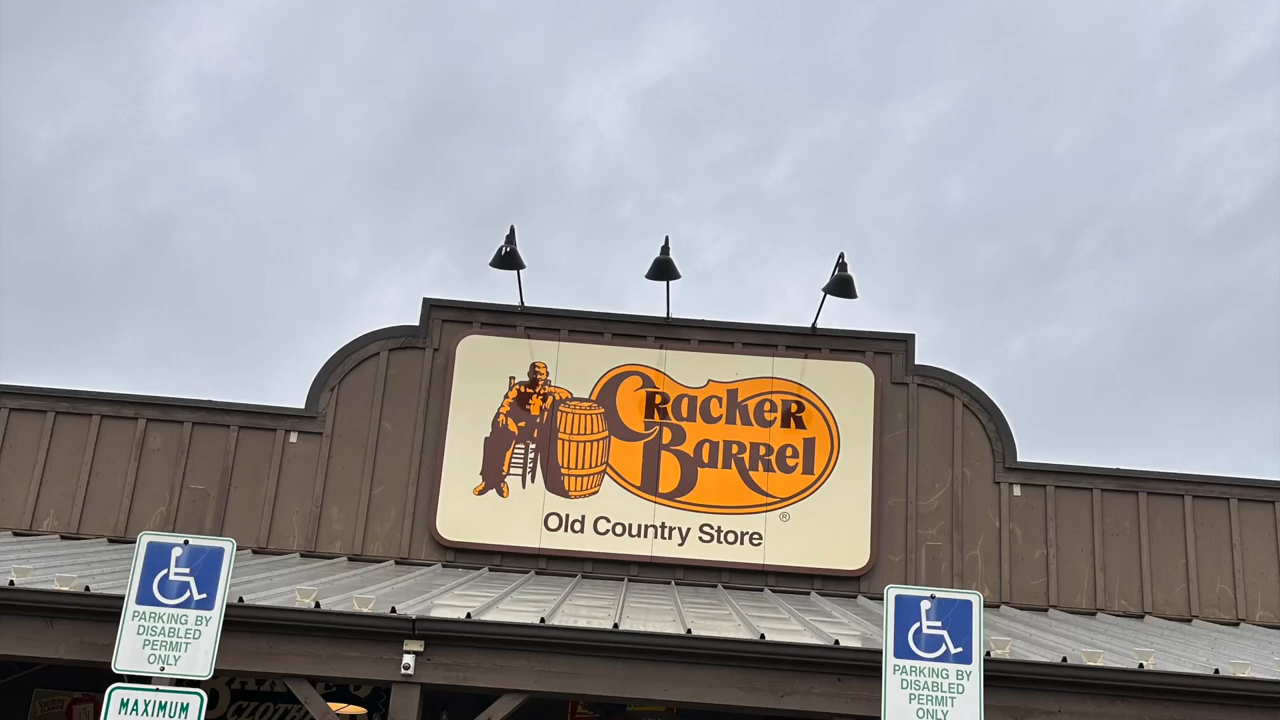 Cracker
Barrel
®
Old Country Store
PARKING BY
DISABLED
PERMIT
ONLY
MAXIMUM
PARKING BY
DISABLED
PERMIT
ONLY